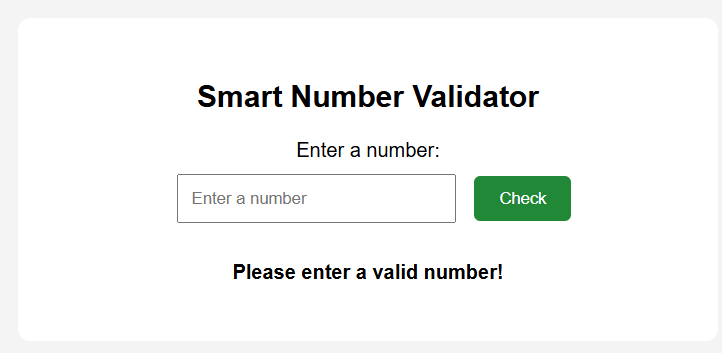 Smart Number Validator
Enter a number:
Enter a number
Check
Please enter a valid number!